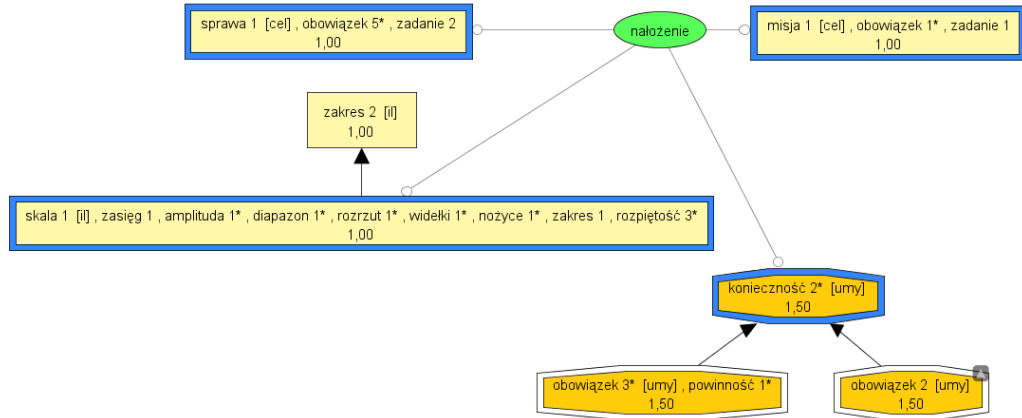 sprawa 1 [cel] , obowiązek 5* , zadanie 2
1,00
nałożenie
misja 1 [cel] , obowiązek 1* , zadanie 1
1,00
zakres 2 [il]
1,00
skala 1 [il] , zasięg 1 , amplituda 1* , diapazon 1* , rozrzut 1* , widełki 1* , nożyce 1* , zakres 1 , rozpiętość 3*
1,00
konieczność 2* [umy]
1,50
obowiązek 3* [umy] , powinność 1*
1,50
obowiązek 2 [umy]
1,50